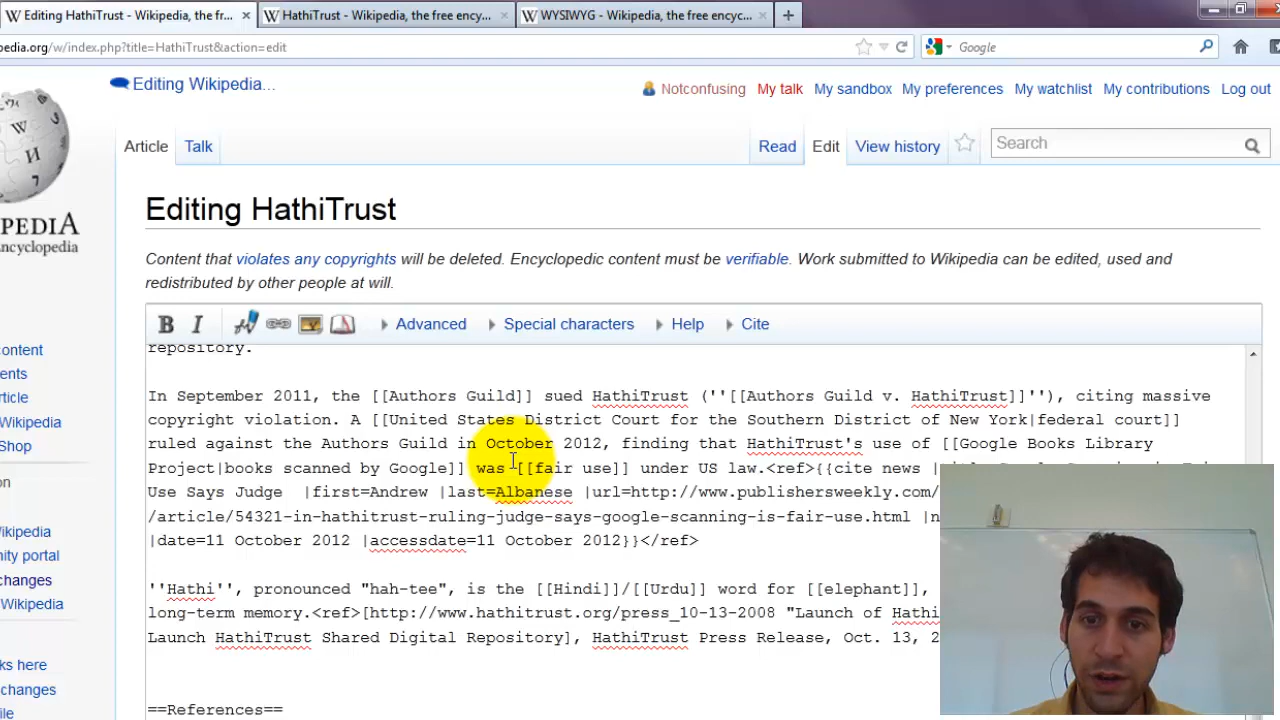 Editing HathiTrust - Wikipedia, the fr...
HathiTrust - Wikipedia, the free ency...
WYSIWYG - Wikipedia, the free encyc...
pedia.org/w/index.php?title=HathiTrust&action=edit
Google
Editing Wikipedia...
Notconfusing My talk My sandbox My preferences My watchlist My contributions Log out
Article Talk Read Edit View history Search
PEDIA
ncyclopedia
Editing HathiTrust
Content that violates any copyrights will be deleted. Encyclopedic content must be verifiable. Work submitted to Wikipedia can be edited, used and
redistributed by other people at will.
B I Advanced Special characters Help Cite
repository.
In September 2011, the [[Authors Guild]] sued HathiTrust (''[[Authors Guild v. HathiTrust]]''), citing massive
copyright violation. A [[United States District Court for the Southern District of New York|federal court]]
ruled against the Authors Guild in October 2012, finding that HathiTrust's use of [[Google Books Library
Project|books scanned by Google]] was [[fair use]] under US law.<ref>{{cite news |
Use Says Judge |first=Andrew |last=Albanese |url=http://www.publishersweekly.com/
/article/54321-in-hathitrust-ruling-judge-says-google-scanning-is-fair-use.html |n
|date=11 October 2012 |accessdate=11 October 2012}}</ref>
''Hathi'', pronounced "hah-tee", is the [[Hindi]]/[[Urdu]] word for [[elephant]],
long-term memory.<ref>[http://www.hathitrust.org/press_10-13-2008 "Launch of Hathi
Launch HathiTrust Shared Digital Repository], HathiTrust Press Release, Oct. 13, 2
==References==
ontent
ents
rticle
Wikipedia
Shop
on
ikipedia
nity portal
changes
Wikipedia
ks here
changes
ile